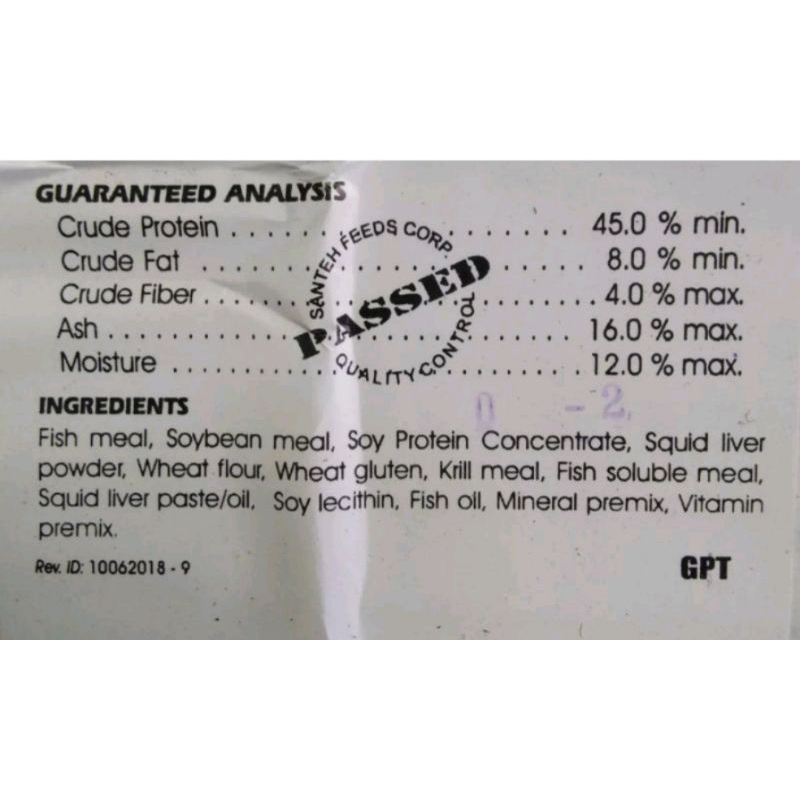 GUARANTEED ANALYSIS
Crude Protein . . . . . . . . . . . . . . . . . . . . . . 45.0 % min.
Crude Fat . . . . . . . . . . . . . . . . . . . . . . . . 8.0 % min.
Crude Fiber . . . . . . . . . . . . . . . . . . . . . . . 4.0 % max.
Ash . . . . . . . . . . . . . . . . . . . . . . . . . . . 16.0 % max.
Moisture . . . . . . . . . . . . . . . . . . . . . . . . 12.0 % max.
SANTEH FEEDS CORP
PASSED
QUALITY CONTROL
INGREDIENTS
Fish meal, Soybean meal, Soy Protein Concentrate, Squid liver
powder, Wheat flour, Wheat gluten, Krill meal, Fish soluble meal,
Squid liver paste/oil, Soy lecithin, Fish oil, Mineral premix, Vitamin
premix.
Rev. ID: 10062018 - 9
GPT